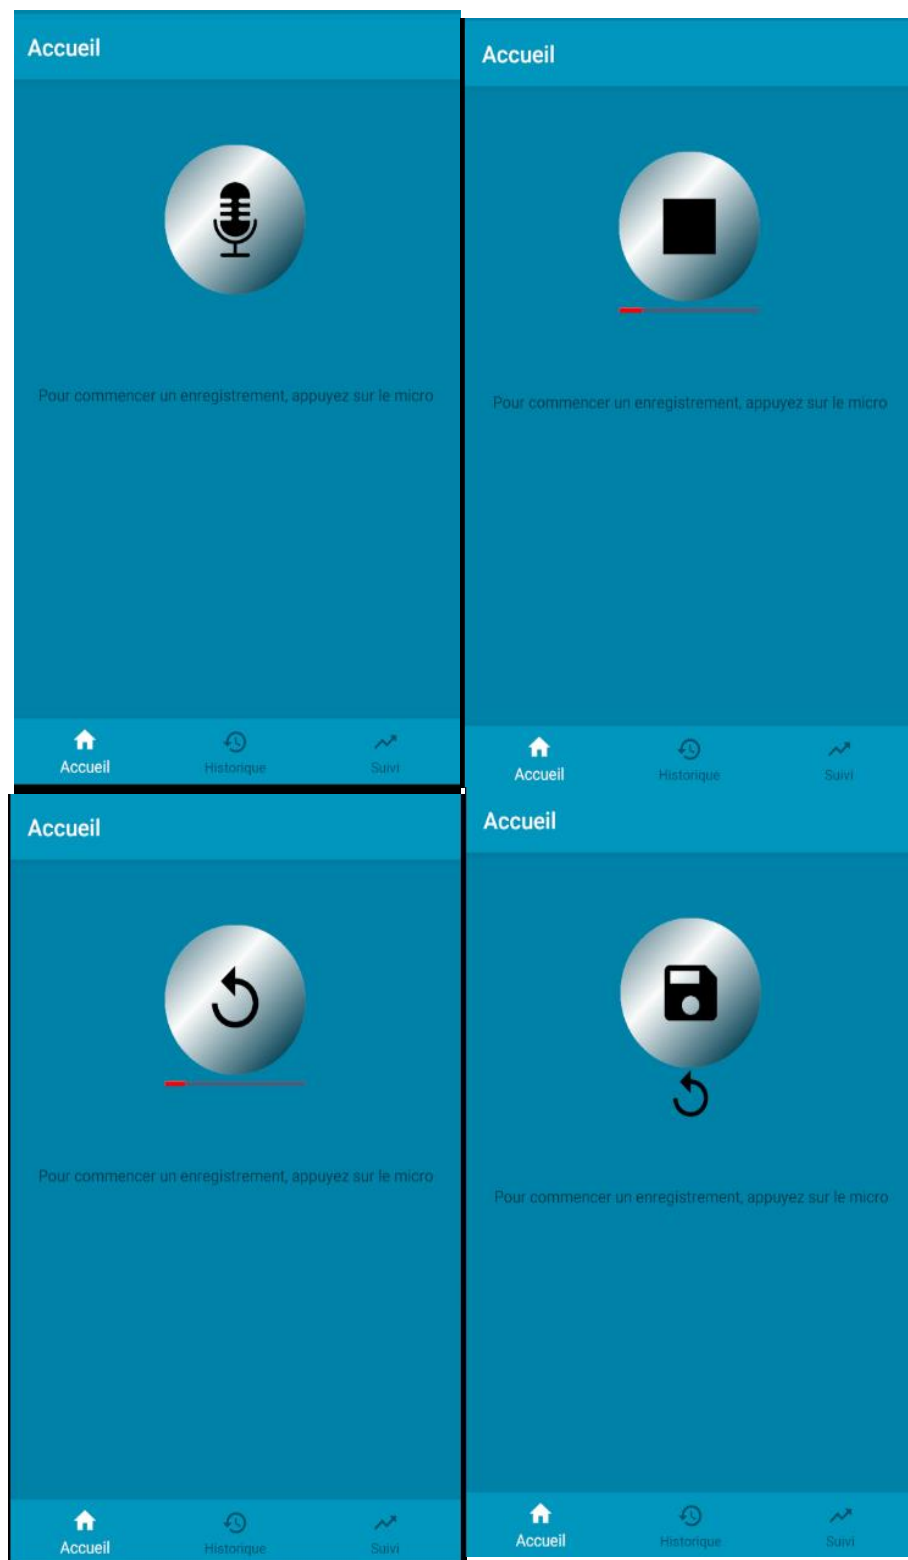 Accueil
Pour commencer un enregistrement, appuyez sur le micro
Accueil Historique Suivi
Accueil
Pour commencer un enregistrement, appuyez sur le micro
Accueil Historique Suivi
Accueil
Pour commencer un enregistrement, appuyez sur le micro
Accueil Historique Suivi
Accueil
Pour commencer un enregistrement, appuyez sur le micro
Accueil Historique Suivi